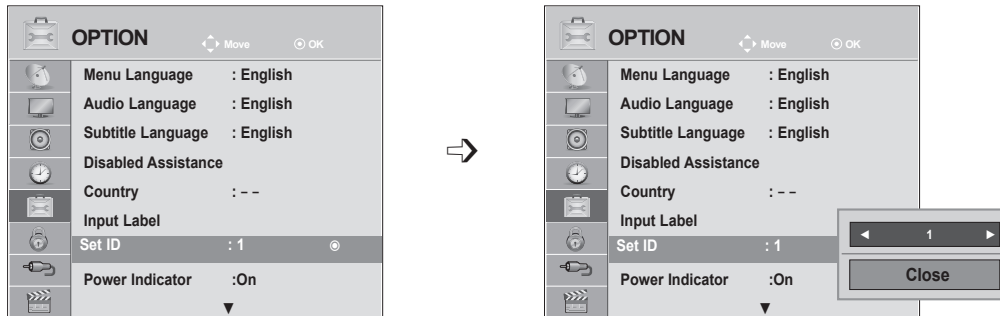 OPTION Move OK
Menu Language : English
Audio Language : English
Subtitle Language : English
Disabled Assistance
Country : – –
Input Label
Set ID : 1
Power Indicator :On
OPTION Move OK
Menu Language : English
Audio Language : English
Subtitle Language : English
Disabled Assistance
Country : – –
Input Label
Set ID : 1
Power Indicator :On
◄ 1 ►
Close